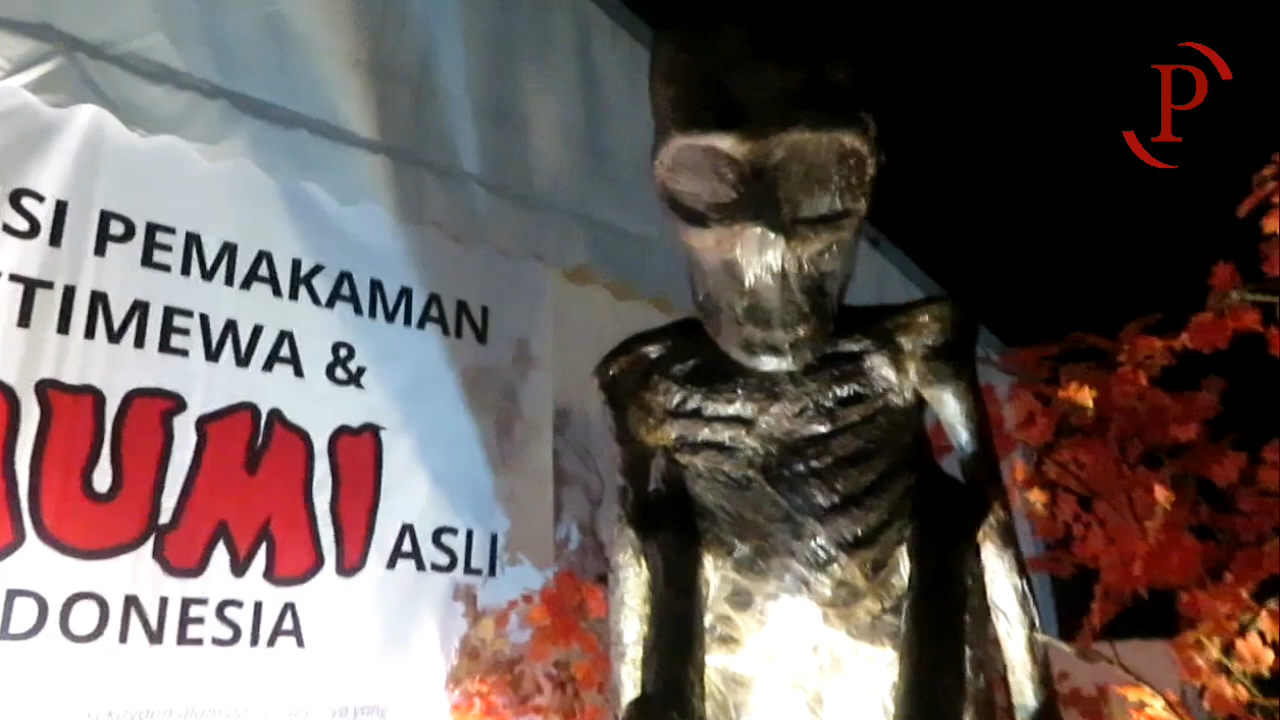 SI PEMAKAMAN
TIMEWA &
UMI ASLI
DONESIA
P